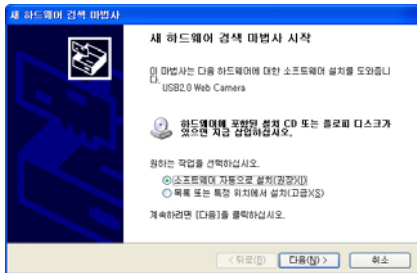 새 하드웨어 검색 마법사
새 하드웨어 검색 마법사 시작
이 마법사는 다음 하드웨어에 대한 소프트웨어 설치를 도와줍니
다.
USB2.0 Web Camera
하드웨어에 포함된 설치 CD 또는 플로피 디스크가
있으면 지금 삽입하십시오.
원하는 작업을 선택하십시오.
소프트웨어 자동으로 설치(권장)(I)
목록 또는 특정 위치에서 설치(고급)(S)
계속하려면 [다음]을 클릭하십시오.
< 뒤로(B) 다음(N) > 취소